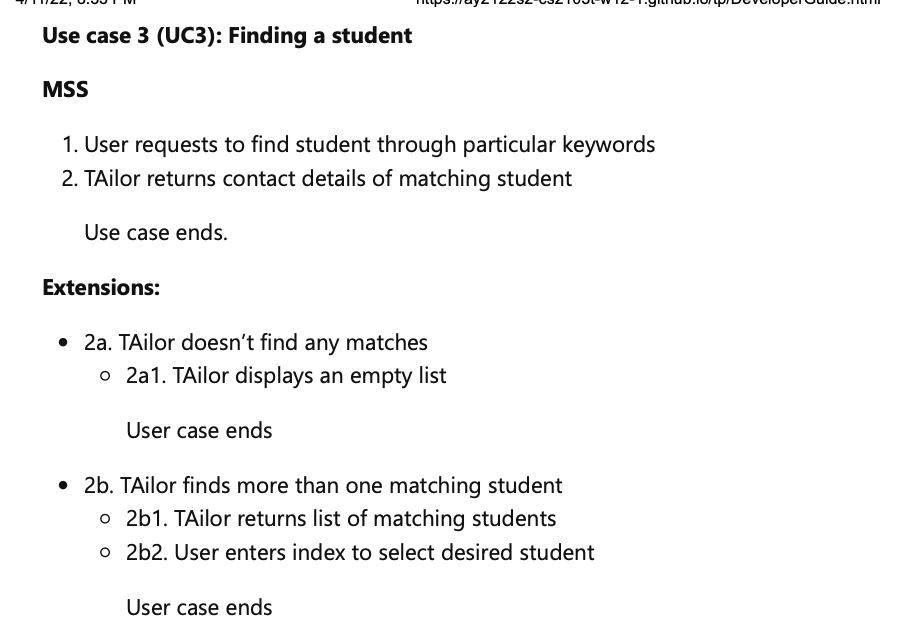 Use case 3 (UC3): Finding a student
MSS
1. User requests to find student through particular keywords
2. TAilor returns contact details of matching student
Use case ends.
Extensions:
• 2a. TAilor doesn’t find any matches
○ 2a1. TAilor displays an empty list
User case ends
• 2b. TAilor finds more than one matching student
○ 2b1. TAilor returns list of matching students
○ 2b2. User enters index to select desired student
User case ends